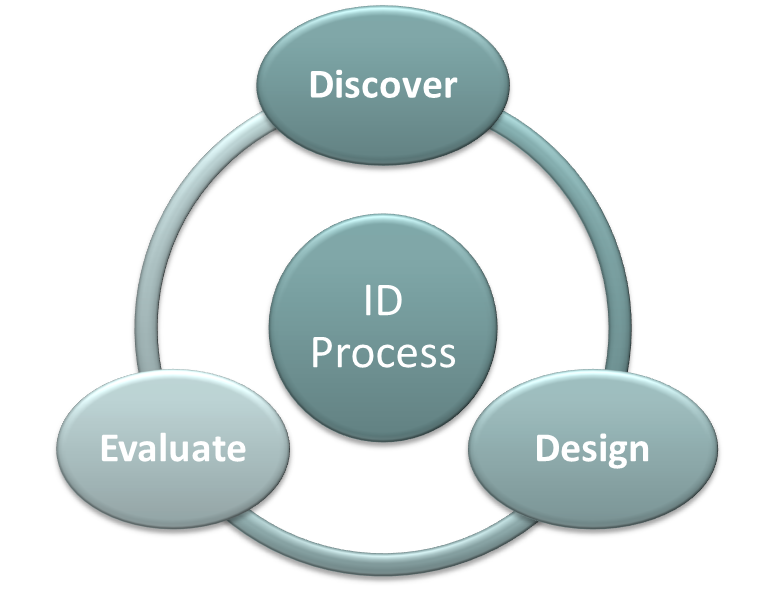 Discover
ID
Process
Evaluate
Design